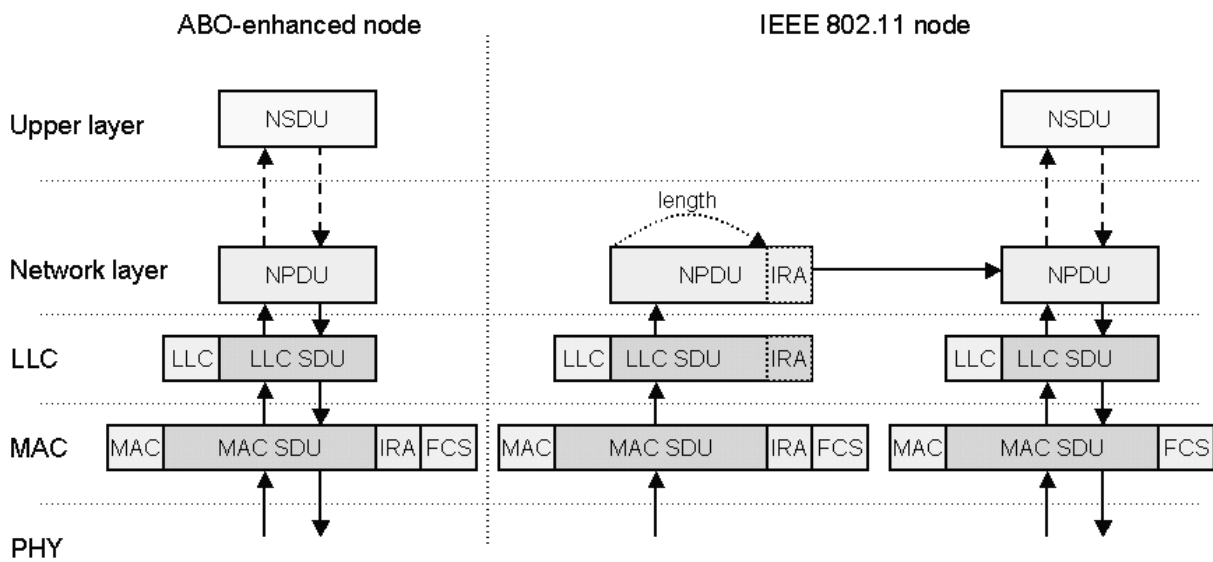 ABO-enhanced node IEEE 802.11 node
Upper layer NSDU NSDU
length
Network layer NPDU NPDU IRA NPDU
LLC LLC LLC SDU LLC LLC SDU IRA LLC LLC SDU
MAC MAC MAC SDU IRA FCS MAC MAC SDU IRA FCS MAC MAC SDU FCS
PHY